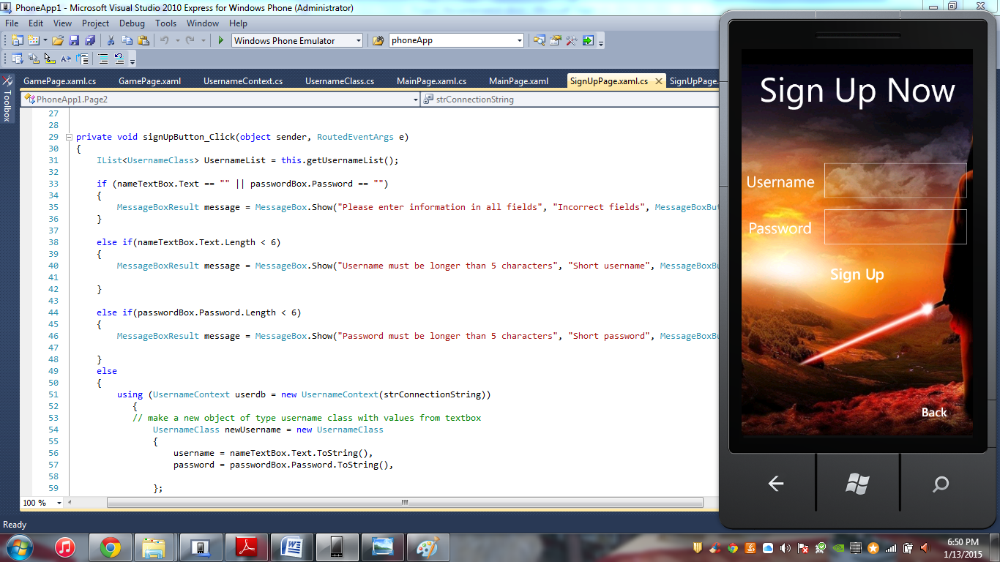 PhoneApp1 - Microsoft Visual Studio 2010 Express for Windows Phone (Administrator)
File Edit View Project Debug Tools Window Help
Windows Phone Emulator phoneApp
GamePage.xaml.cs GamePage.xaml UsernameContext.cs UsernameClass.cs MainPage.xaml.cs MainPage.xaml SignUpPage.xaml.cs SignUpPage.
Toolbox
PhoneApp1.Page2 strConnectionString
27
28
29 private void signUpButton_Click(object sender, RoutedEventArgs e)
30 {
31 IList<UsernameClass> UsernameList = this.getUsernameList();
32
33 if (nameTextBox.Text == "" || passwordBox.Password == "")
34 {
35 MessageBoxResult message = MessageBox.Show("Please enter information in all fields", "Incorrect fields", MessageBoxBu
36 }
37
38 else if(nameTextBox.Text.Length < 6)
39 {
40 MessageBoxResult message = MessageBox.Show("Username must be longer than 5 characters", "Short username", MessageBoxBu
41
42 }
43
44 else if(passwordBox.Password.Length < 6)
45 {
46 MessageBoxResult message = MessageBox.Show("Password must be longer than 5 characters", "Short password", MessageBoxBu
47
48 }
49 else
50 {
51 using (UsernameContext userdb = new UsernameContext(strConnectionString))
52 {
53 // make a new object of type username class with values from textbox
54 UsernameClass newUsername = new UsernameClass
55 {
56 username = nameTextBox.Text.ToString(),
57 password = passwordBox.Password.ToString(),
58
59 };
100 %
Ready
Sign Up Now
Username
Password
Sign Up
Back
6:50 PM
1/13/2015